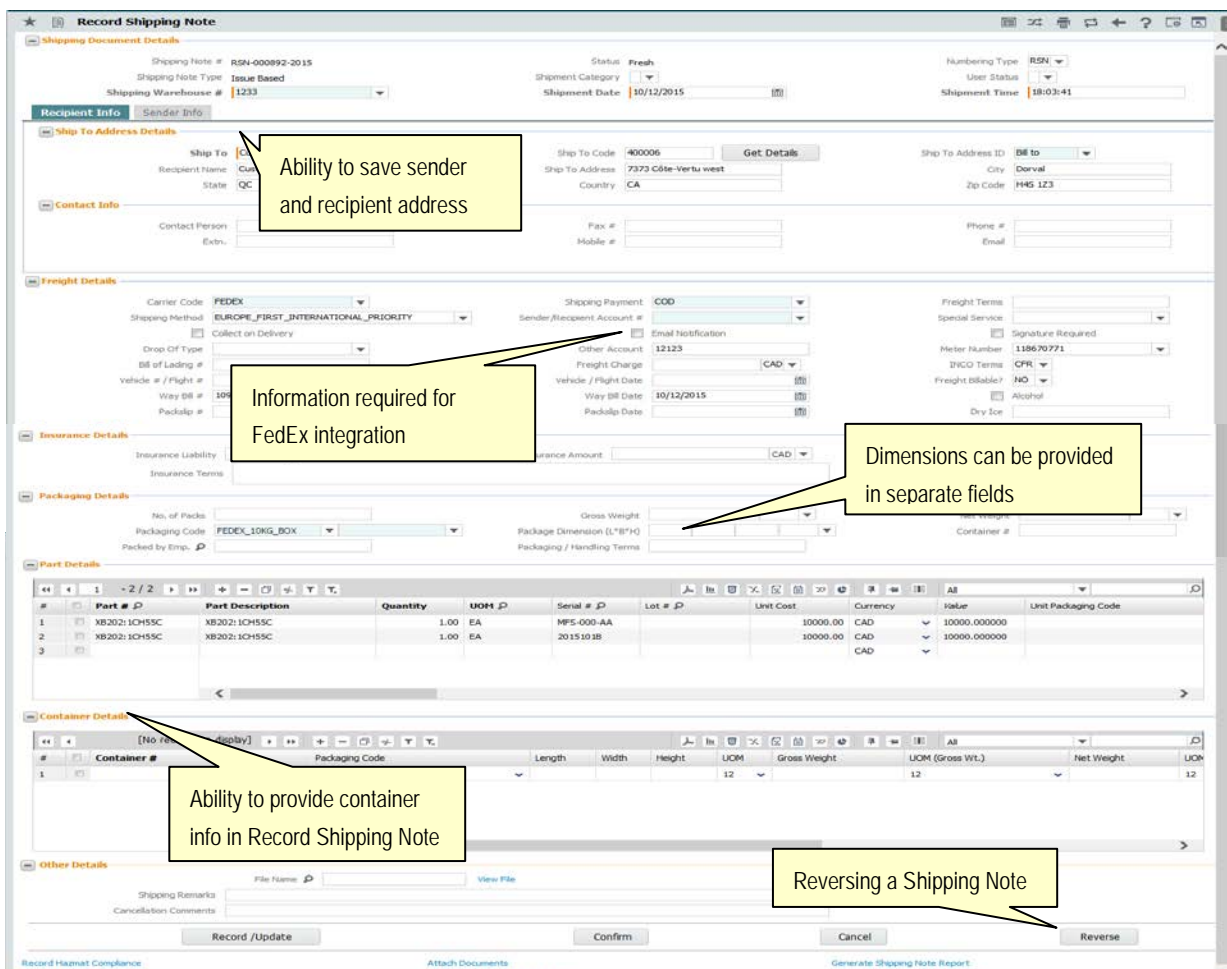 Record Shipping Note
Shipping Document Details
Shipping Note # RSN-000892-2015 Status Fresh Numbering Type RSN
Shipping Note Type Issue Based Shipment Category User Status
Shipping Warehouse # 1233 Shipment Date 10/12/2015 Shipment Time 18:03:41
Recipient Info Sender Info
Ship To Address Details
Ship To Ship To Code 400006 Get Details Ship To Address ID Bill to
Recipient Name Ship To Address 7373 Côte-Vertu west City Dorval
State QC Country CA Zip Code H4S 1Z3
Ability to save sender
and recipient address
Contact Info
Contact Person Fax # Phone #
Extn. Mobile # Email
Freight Details
Carrier Code FEDEX Shipping Payment COD Freight Terms
Shipping Method EUROPE_FIRST_INTERNATIONAL_PRIORITY Sender/Recipient Account # Special Service
Collect on Delivery Email Notification Signature Required
Drop Of Type Other Account 12123 Meter Number 118670771
Bill of Lading # Freight Charge CAD INCO Terms CFR
Vehicle # / Flight # Vehicle / Flight Date Freight Billable? NO
Way Bill # Way Bill Date 10/12/2015 Alcohol
Packslip # Packslip Date Dry Ice
Information required for
FedEx integration
Insurance Details
Insurance Liability Amount CAD
Insurance Terms
Dimensions can be provided
in separate fields
Packaging Details
No. of Packs Gross Weight Net Weight
Packaging Code FEDEX_10KG_BOX Package Dimension (L*B*H) Container #
Packed by Emp. Packaging / Handling Terms
Part Details
1 - 2 / 2 All
# Part # Part Description Quantity UOM Serial # Lot # Unit Cost Currency Value Unit Packaging Code
1 XB202:1CH55C XB202:1CH55C 1.00 EA MFS-000-AA 10000.00 CAD 10000.000000
2 XB202:1CH55C XB202:1CH55C 1.00 EA 2015101B 10000.00 CAD 10000.000000
3 CAD
Container Details
[No display] All
# Container # Packaging Code Length Width Height UOM Gross Weight UOM (Gross Wt.) Net Weight
1 12 12 12
Ability to provide container
info in Record Shipping Note
Other Details
File Name View File
Shipping Remarks
Cancellation Comments
Reversing a Shipping Note
Record /Update Confirm Cancel Reverse
Record Hazmat Compliance Attach Documents Generate Shipping Note Report